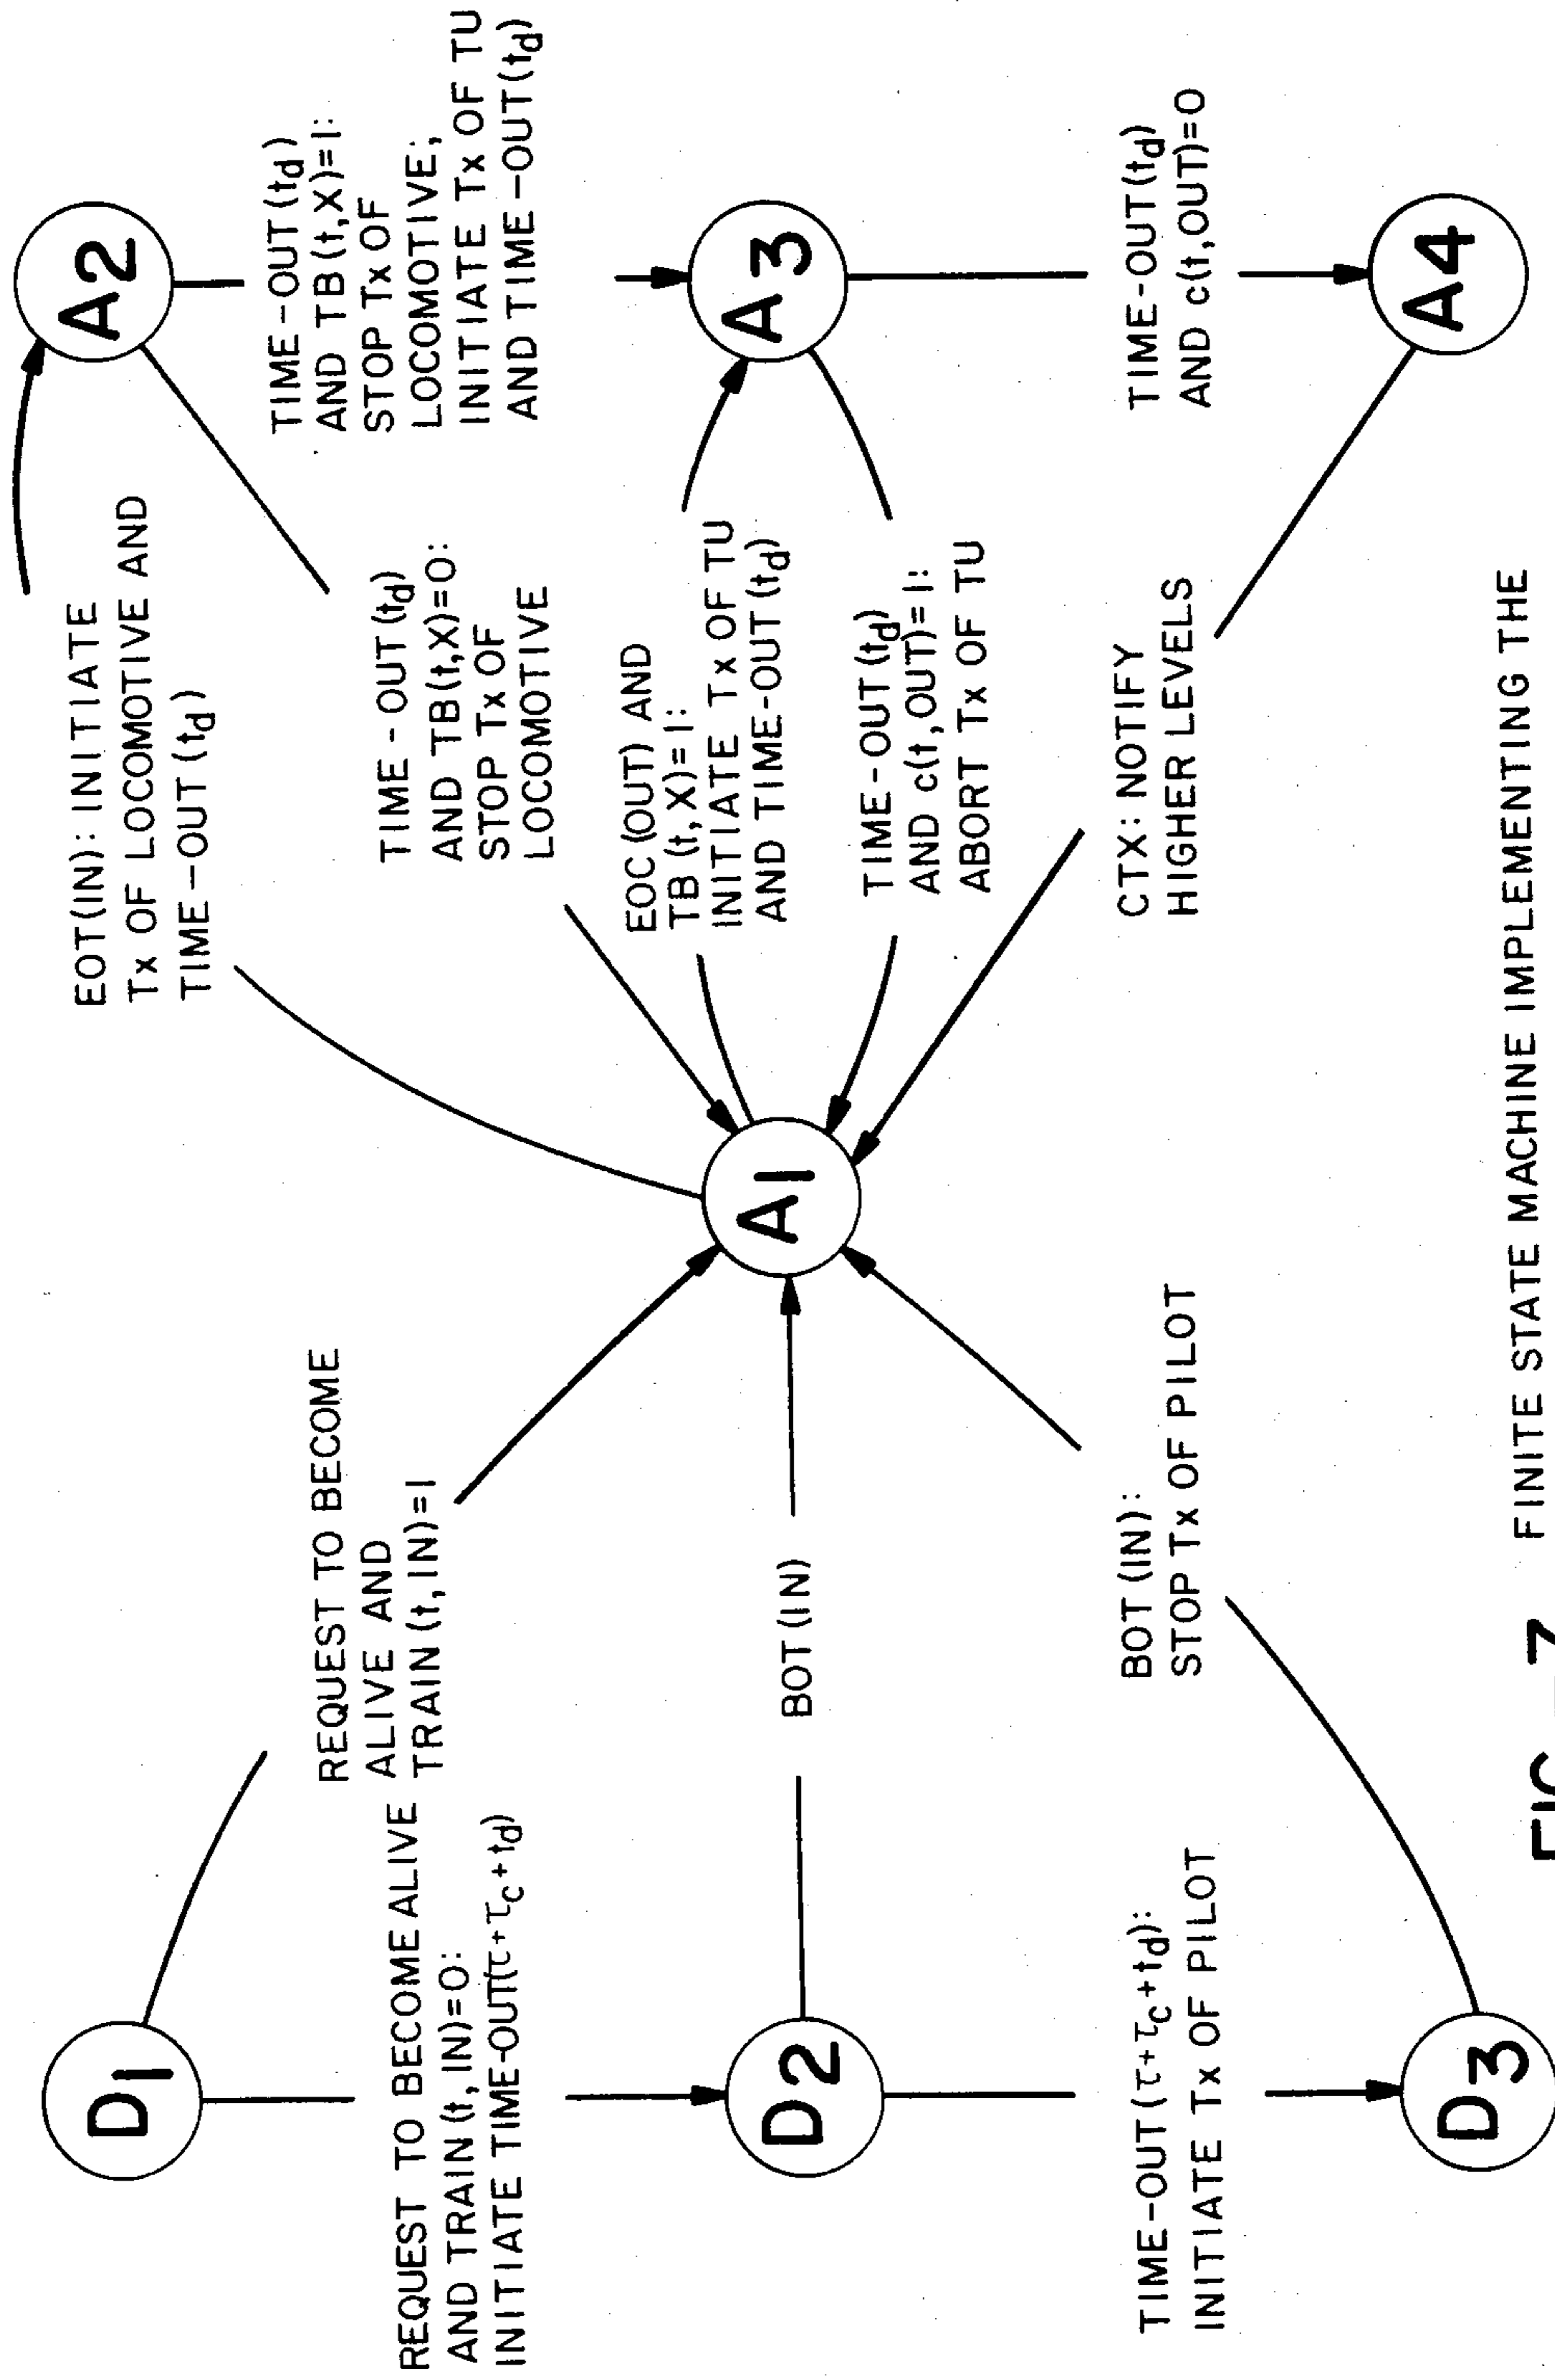 D1
REQUEST TO BECOME ALIVE
AND TRAIN (t, IN)=0:
INITIATE TIME-OUT(τ+τc+td)
D2
TIME-OUT (τ+τc+td):
INITIATE Tx OF PILOT
D3
REQUEST TO BECOME
ALIVE AND
TRAIN (t, IN)=1
BOT (IN)
BOT (IN):
STOP Tx OF PILOT
A1
EOT(IN): INITIATE
Tx OF LOCOMOTIVE AND
TIME-OUT (td)
TIME-OUT (td)
AND TB(t,X)=0:
STOP Tx OF
LOCOMOTIVE
EOC (OUT) AND
TB (t, X)=1:
INITIATE Tx OF TU
AND TIME-OUT (td)
TIME-OUT (td)
AND c(t,OUT)=1:
ABORT Tx OF TU
CTX: NOTIFY
HIGHER LEVELS
A2
TIME-OUT (td)
AND TB (t,X)=1:
STOP Tx OF
LOCOMOTIVE;
INITIATE Tx OF TU
AND TIME-OUT (td)
A3
TIME-OUT (td)
AND c(t,OUT)=0
A4
FIG_7 FINITE STATE MACHINE IMPLEMENTING THE